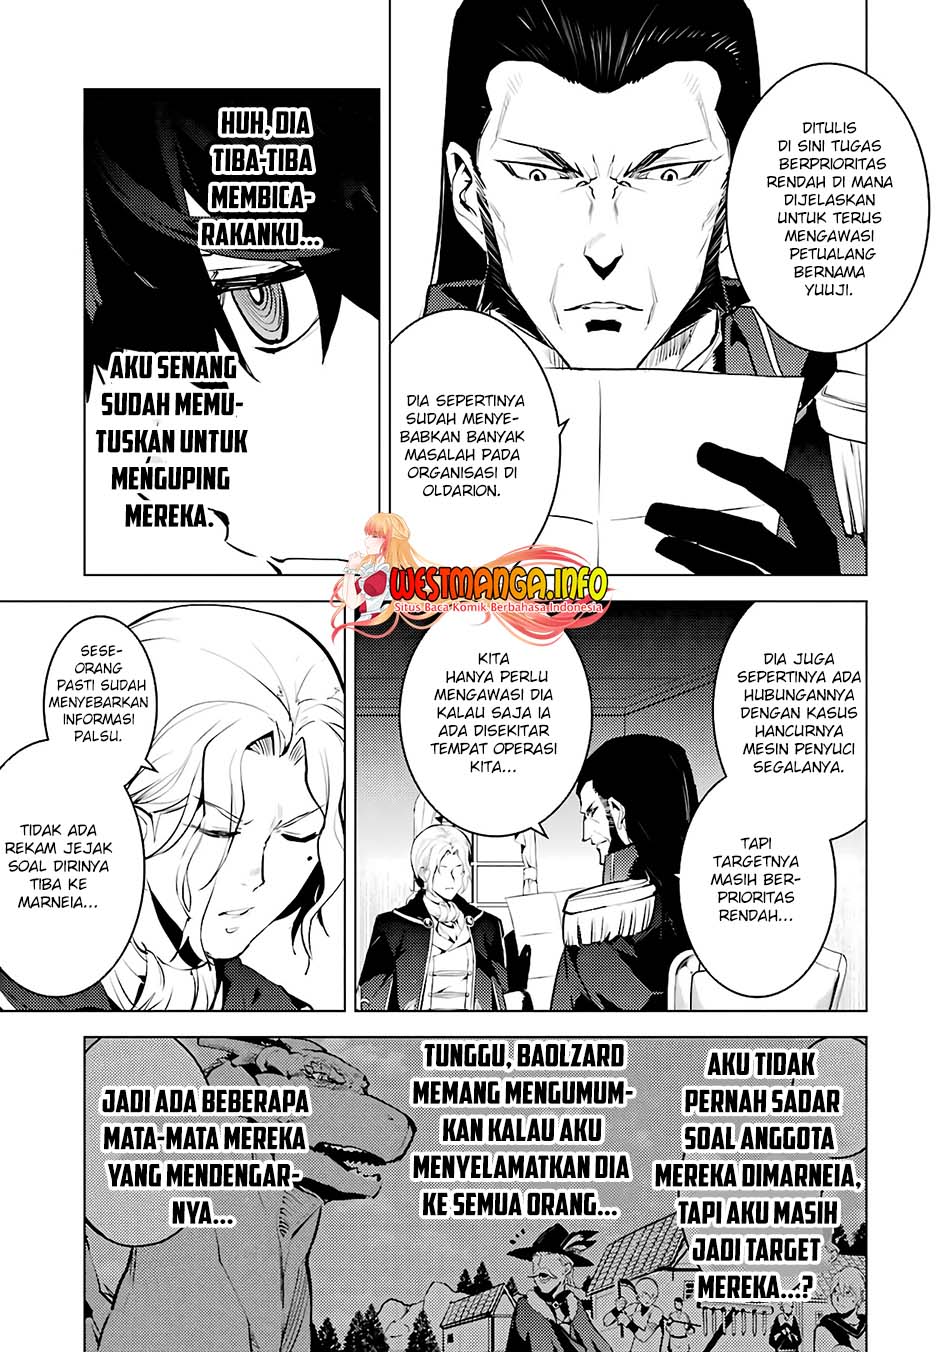 DITULIS
DI SINI TUGAS
BERPRIORITAS
RENDAH DI MANA
DIJELASKAN
UNTUK TERUS
MENGAWASI
PETUALANG
BERNAMA
YUUJI.
DIA SEPERTINYA
SUDAH MENYE-
BABKAN BANYAK
MASALAH PADA
ORGANISASI DI
OLDARION.
HUH, DIA
TIBA-TIBA
MEMBICA-
RAKANKU...
AKU SENANG
SUDAH MEMU-
TUSKAN UNTUK
MENGUPING
MEREKA.
WESTMANGA.INFO
Situs Baca Komik Berbahasa Indonesia
DIA JUGA
SEPERTINYA ADA
HUBUNGANNYA
DENGAN KASUS
HANCURNYA
MESIN PENYUCI
SEGALANYA.
TAPI
TARGETNYA
MASIH BER-
PRIORITAS
RENDAH...
KITA
HANYA PERLU
MENGAWASI DIA
KALAU SAJA IA
ADA DISEKITAR
TEMPAT OPERASI
KITA...
SESE-
ORANG
PASTI SUDAH
MENYEBARKAN
INFORMASI
PALSU.
TIDAK ADA
REKAM JEJAK
SOAL DIRINYA
TIBA KE
MARNEIA...
AKU TIDAK
PERNAH SADAR
SOAL ANGGOTA
MEREKA DIMARNEIA,
TAPI AKU MASIH
JADI TARGET
MEREKA...?
TUNGGU, BAOLZARD
MEMANG MENGUMUM-
KAN KALAU AKU
MENYELAMATKAN DIA
KE SEMUA ORANG...
JADI ADA BEBERAPA
MATA-MATA MEREKA
YANG MENDENGAR-
NYA...